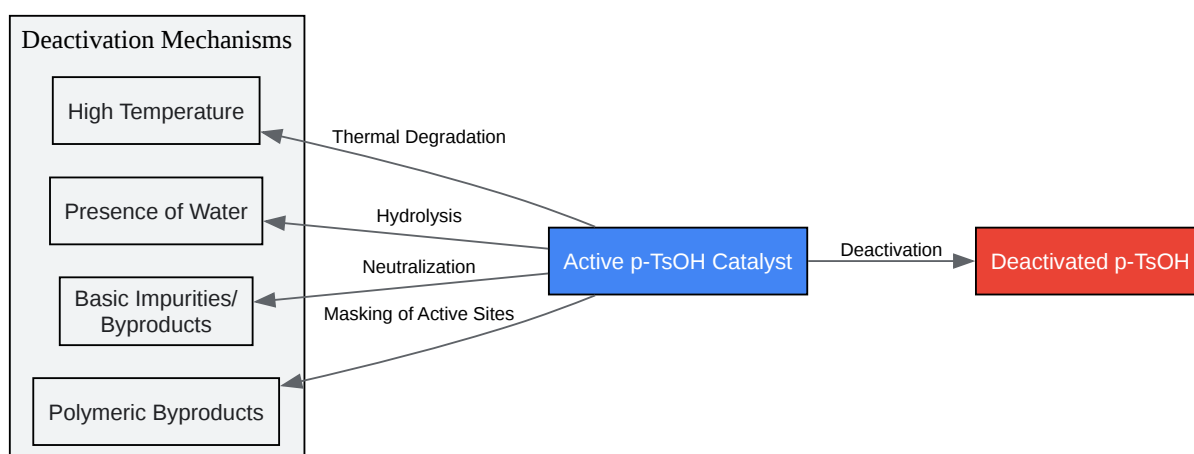 Deactivation Mechanisms
High Temperature
Thermal Degradation
Presence of Water
Hydrolysis
Active p-TsOH Catalyst
Deactivation
Deactivated p-TsOH
Neutralization
Basic Impurities/
Byproducts
Masking of Active Sites
Polymeric Byproducts